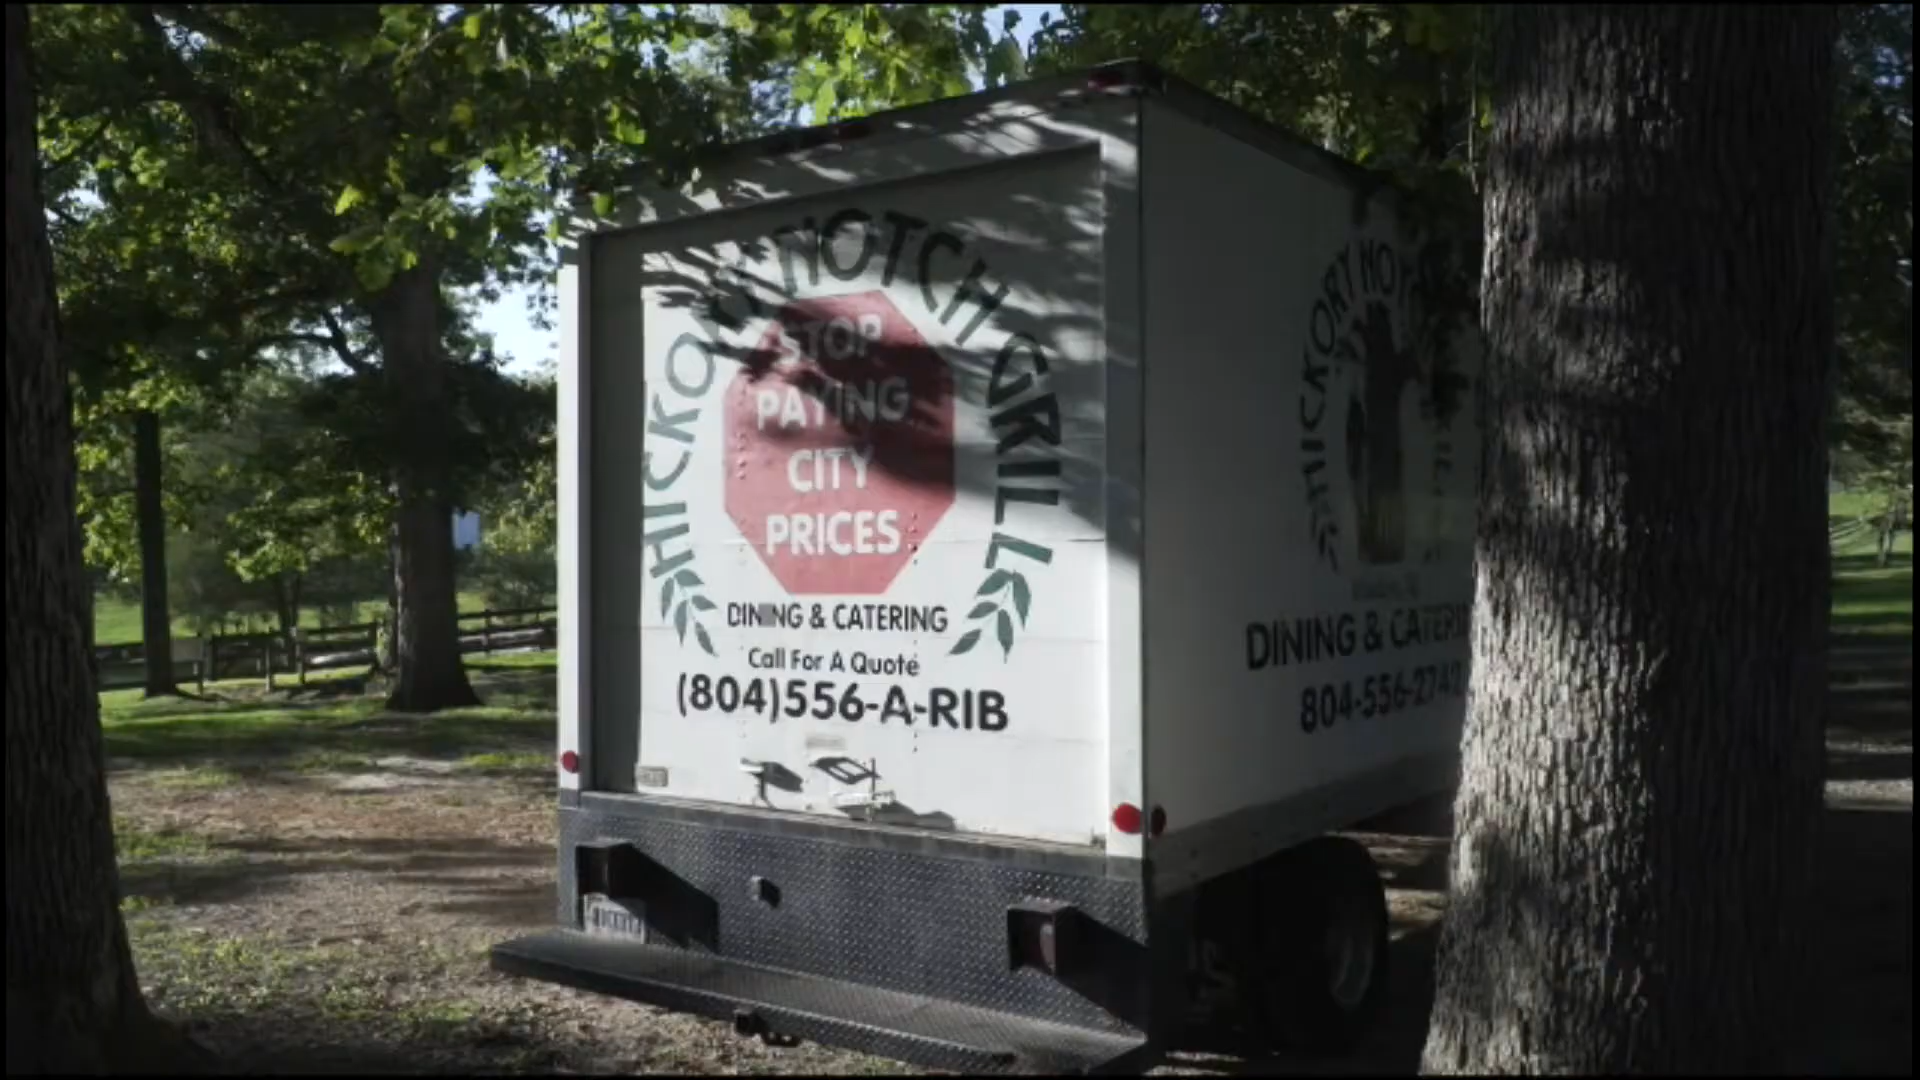 HICKORY NOTCH GRILL
STOP
PAYING
CITY
PRICES
DINING & CATERING
Call For A Quote
(804)556-A-RIB
HICKORY
DINING &
804-556-2742